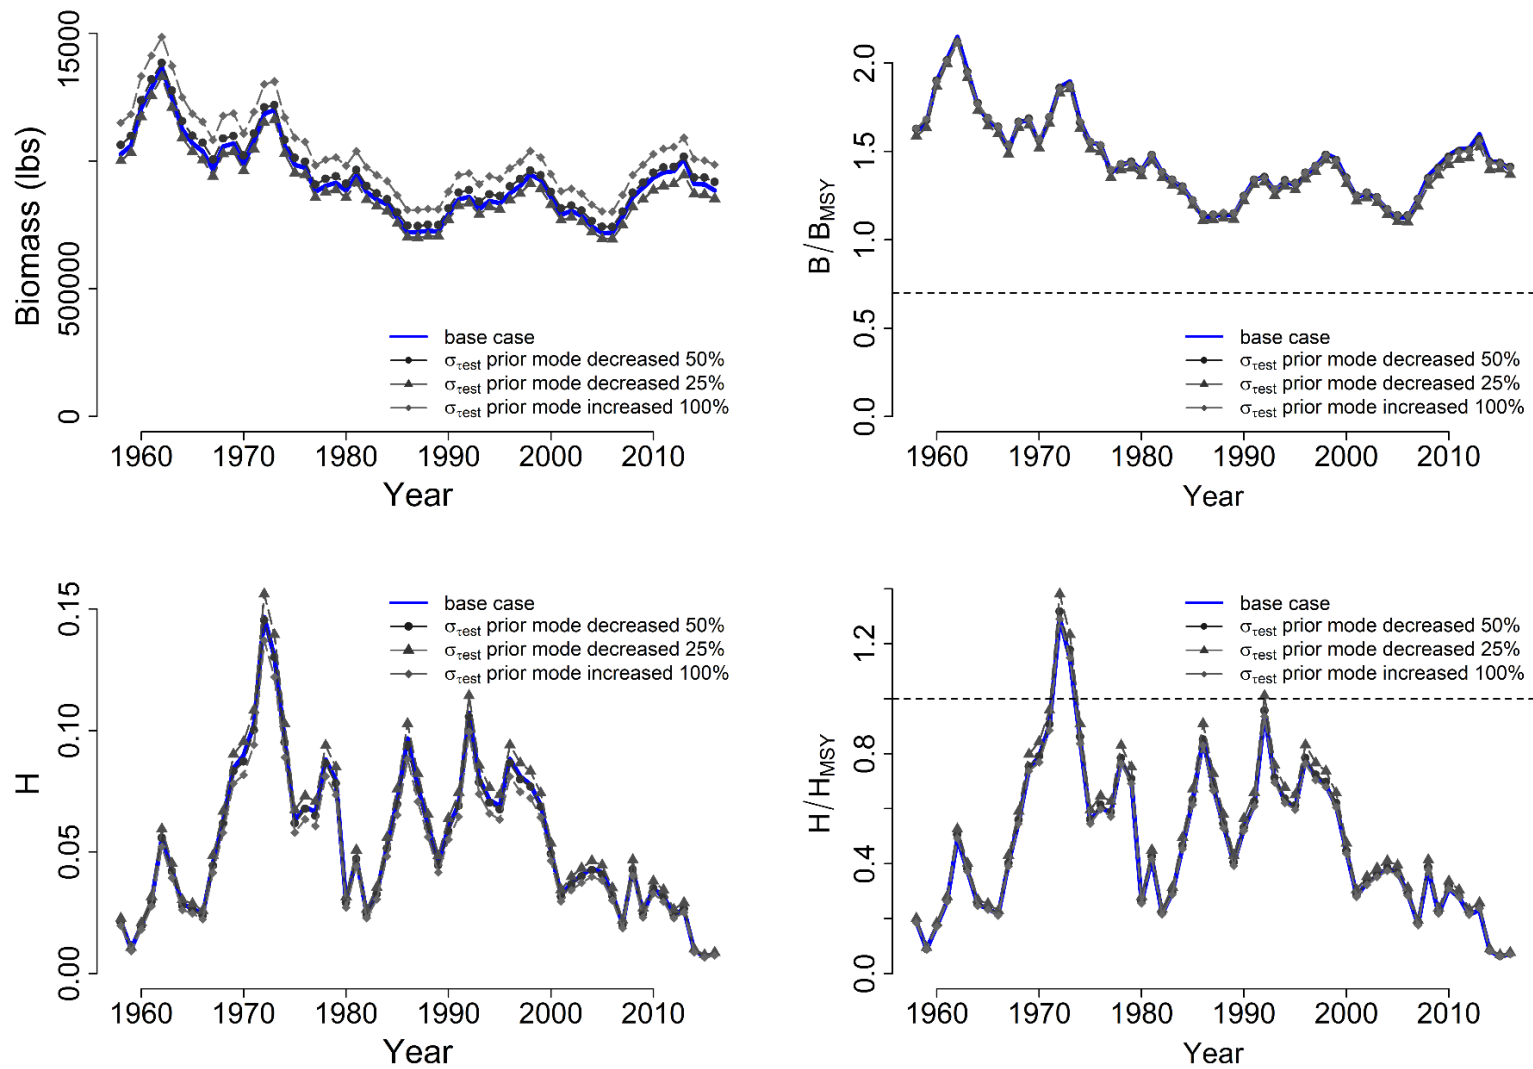 Biomass (lbs)
15000
500000
0
base case
στest prior mode decreased 50%
στest prior mode decreased 25%
στest prior mode increased 100%
1960 1970 1980 1990 2000 2010
Year
B/BMSY
2.0
1.5
1.0
0.5
0.0
base case
στest prior mode decreased 50%
στest prior mode decreased 25%
στest prior mode increased 100%
1960 1970 1980 1990 2000 2010
Year
H
0.15
0.10
0.05
0.00
base case
στest prior mode decreased 50%
στest prior mode decreased 25%
στest prior mode increased 100%
1960 1970 1980 1990 2000 2010
Year
H/HMSY
1.2
0.8
0.4
0.0
base case
στest prior mode decreased 50%
στest prior mode decreased 25%
στest prior mode increased 100%
1960 1970 1980 1990 2000 2010
Year